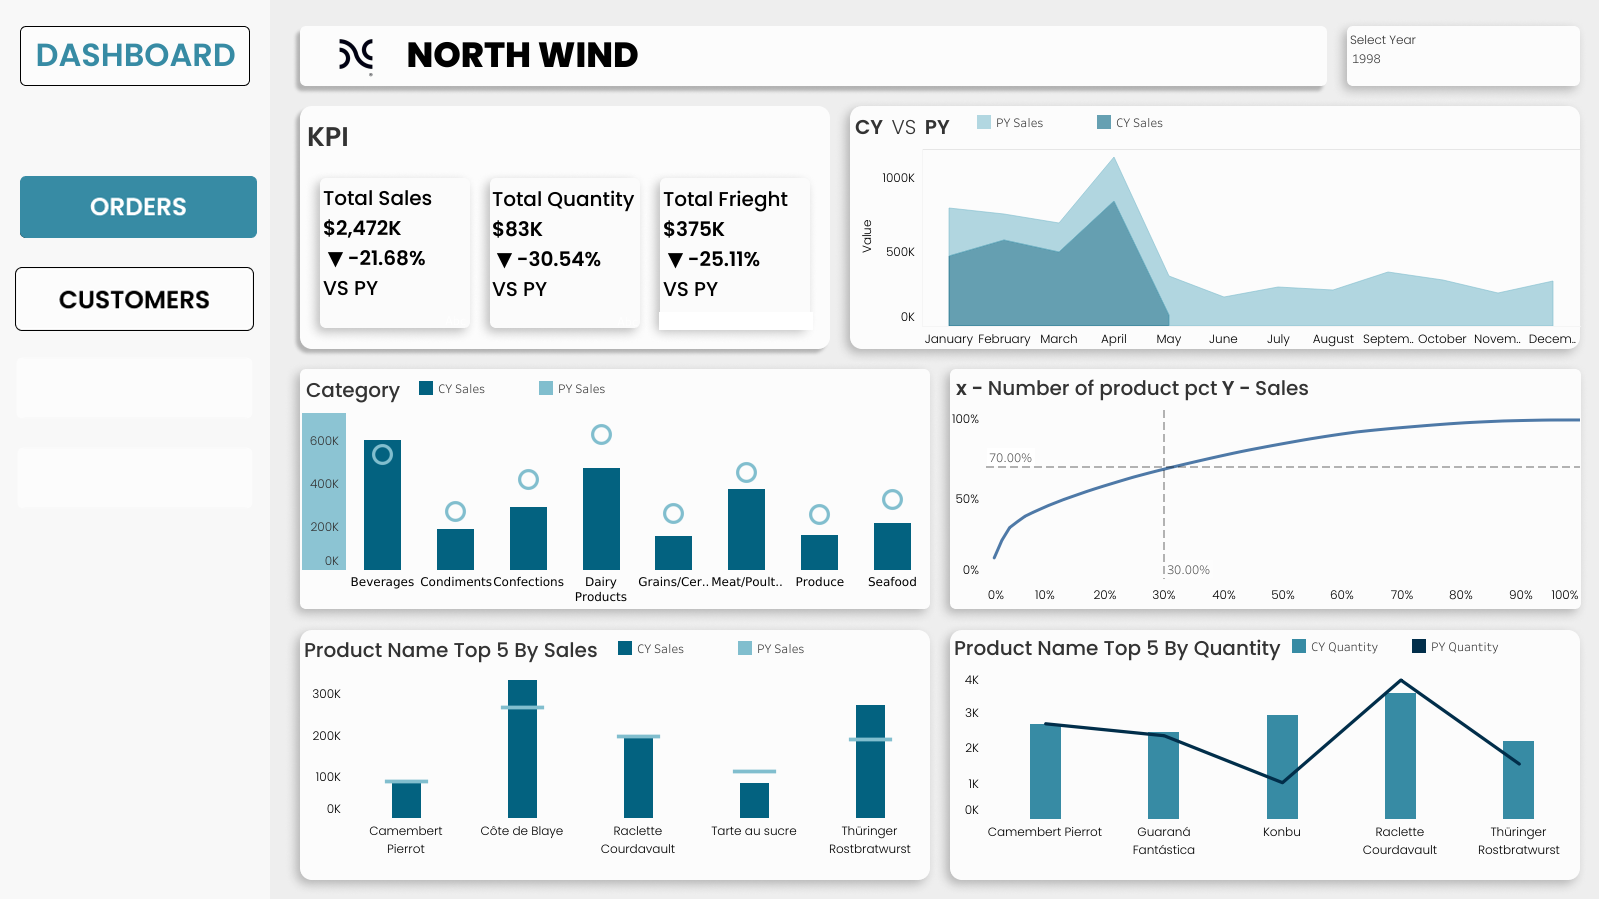 DASHBOARD
ORDERS
CUSTOMERS
NORTH WIND
Select Year
1998
KPI
Total Sales
$2,472K
▼ -21.68%
VS PY
Total Quantity
$83K
▼ -30.54%
VS PY
Total Frieght
$375K
▼ -25.11%
VS PY
CY VS PY
PY Sales
CY Sales
Value
1000K
500K
0K
January February March April May June July August Septem.. October Novem.. Decem..
Category
CY Sales
PY Sales
600K
400K
200K
0K
Beverages Condiments Confections Dairy Products Grains/Cer.. Meat/Poult.. Produce Seafood
x - Number of product pct Y - Sales
100%
70.00%
50%
0%
30.00%
0% 10% 20% 30% 40% 50% 60% 70% 80% 90% 100%
Product Name Top 5 By Sales
CY Sales
PY Sales
300K
200K
100K
0K
Camembert Pierrot
Côte de Blaye
Raclette Courdavault
Tarte au sucre
Thüringer Rostbratwurst
Product Name Top 5 By Quantity
CY Quantity
PY Quantity
4K
3K
2K
1K
0K
Camembert Pierrot
Guaraná Fantástica
Konbu
Raclette Courdavault
Thüringer Rostbratwurst